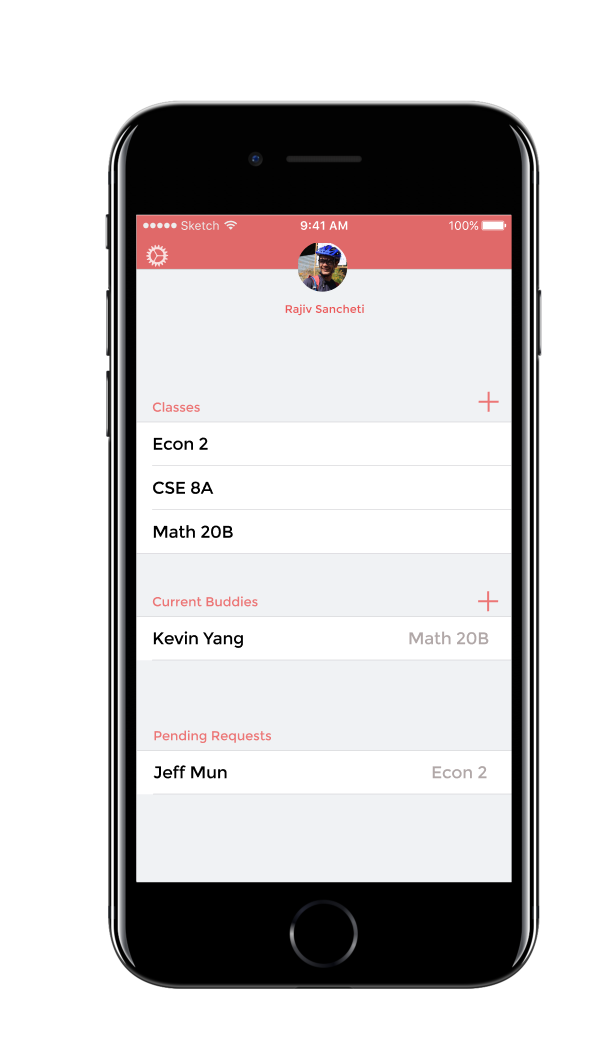 Sketch 9:41 AM 100%
Rajiv Sancheti
Classes
Econ 2
CSE 8A
Math 20B
Current Buddies
Kevin Yang Math 20B
Pending Requests
Jeff Mun Econ 2